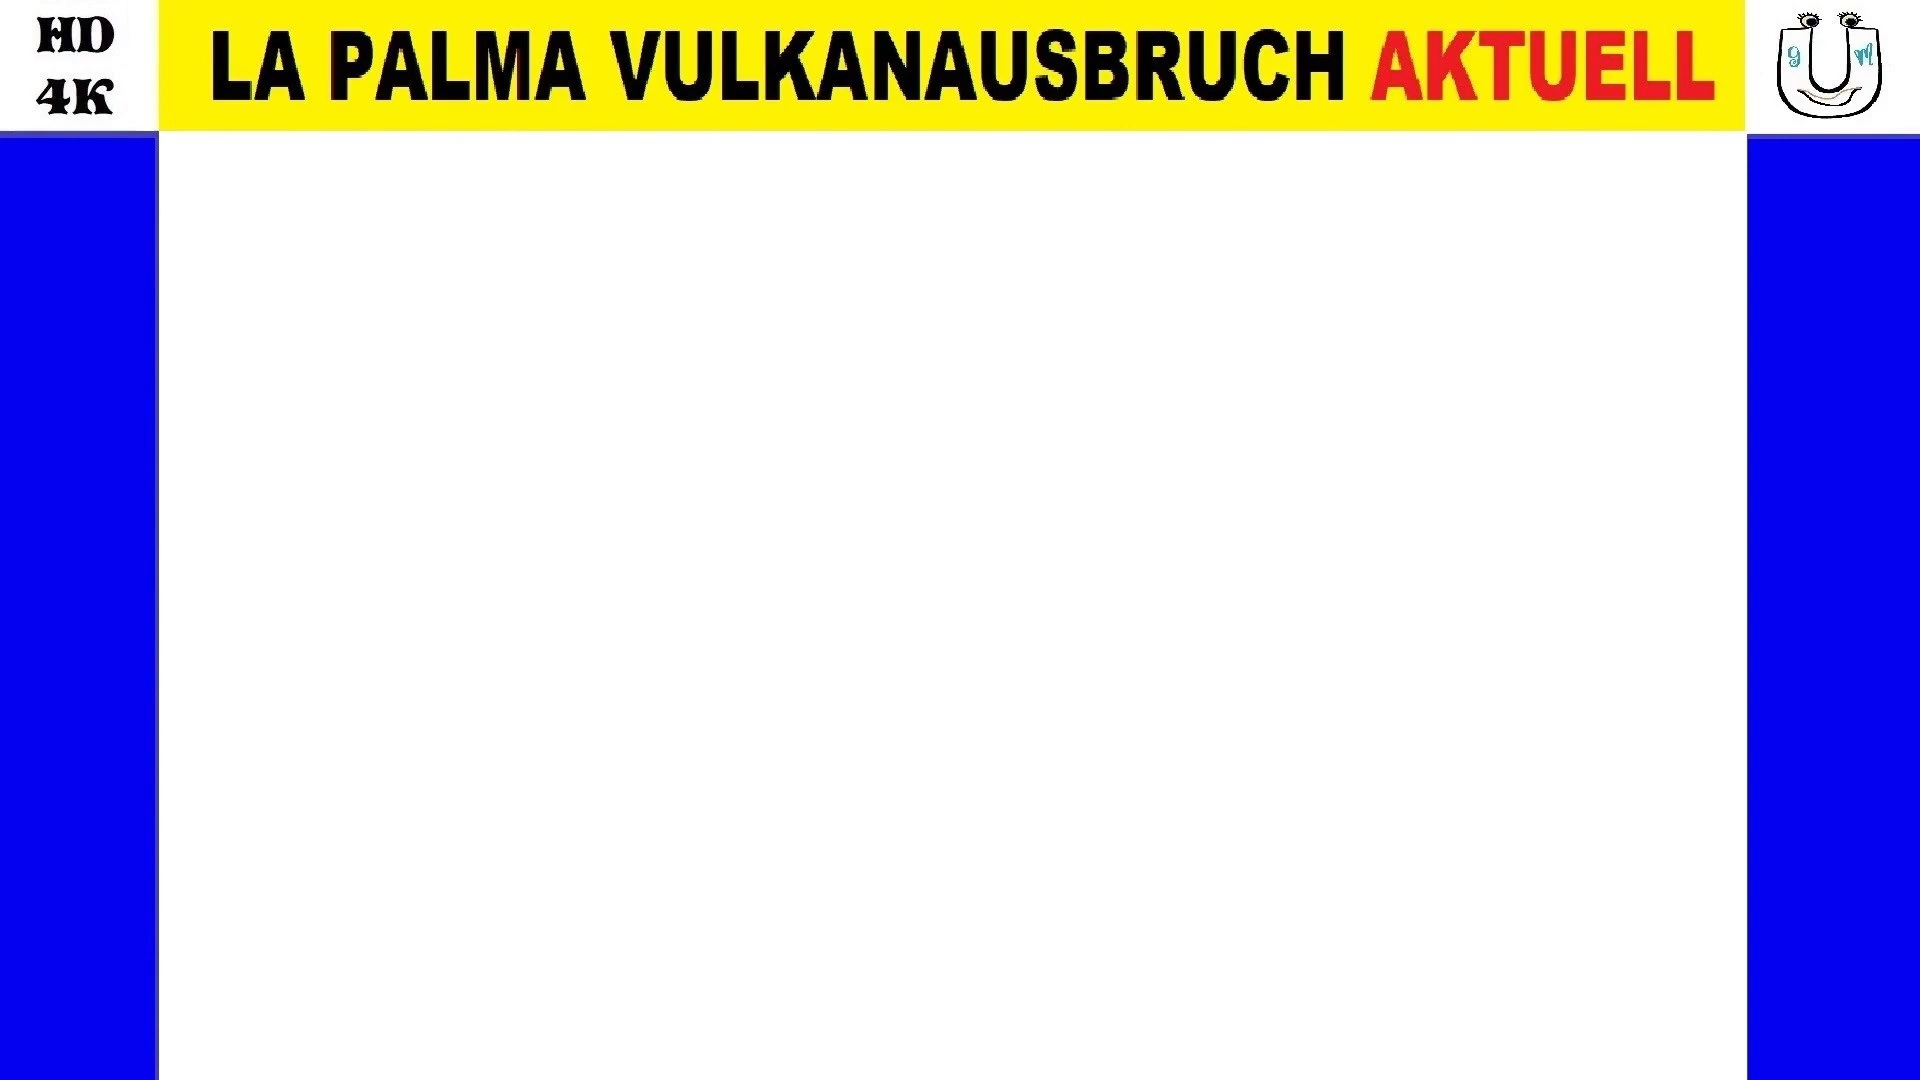 HD
4K
LA PALMA VULKANAUSBRUCH AKTUELL
g U M